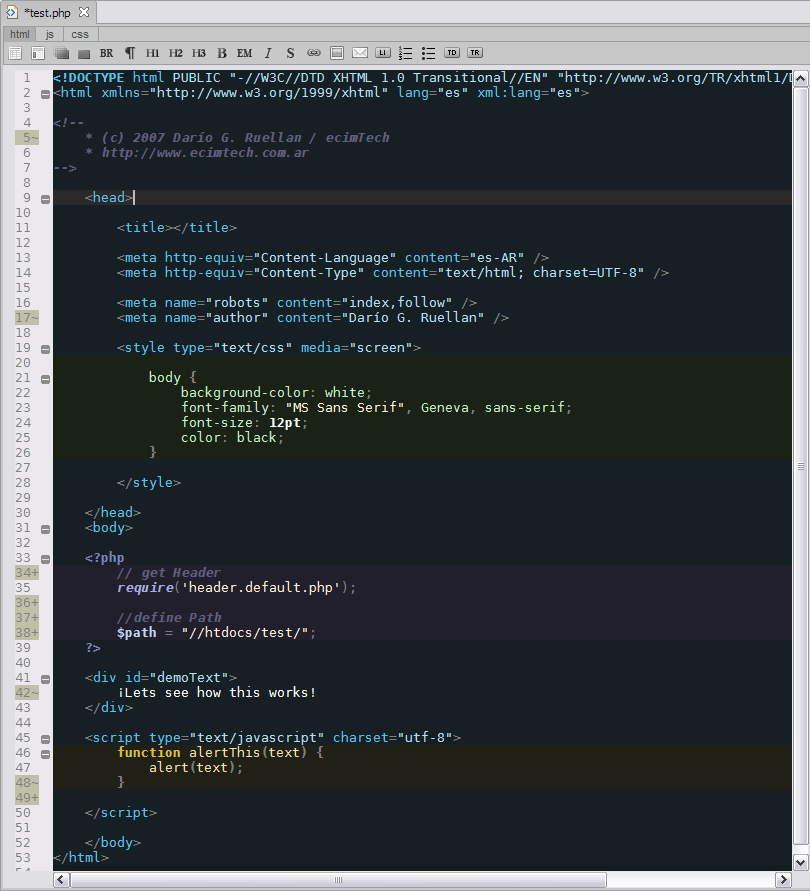 *test.php
html js css
BR ¶ H1 H2 H3 B EM I S LI TD TR
1 <!DOCTYPE html PUBLIC "-//W3C//DTD XHTML 1.0 Transitional//EN" "http://www.w3.org/TR/xhtml1/D
2 <html xmlns="http://www.w3.org/1999/xhtml" lang="es" xml:lang="es">
3
4 <!--
5~ * (c) 2007 Darío G. Ruellan / ecimTech
6 * http://www.ecimtech.com.ar
7 -->
8
9 <head>
10
11 <title></title>
12
13 <meta http-equiv="Content-Language" content="es-AR" />
14 <meta http-equiv="Content-Type" content="text/html; charset=UTF-8" />
15
16 <meta name="robots" content="index,follow" />
17~ <meta name="author" content="Darío G. Ruellan" />
18
19 <style type="text/css" media="screen">
20
21 body {
22 background-color: white;
23 font-family: "MS Sans Serif", Geneva, sans-serif;
24 font-size: 12pt;
25 color: black;
26 }
27
28 </style>
29
30 </head>
31 <body>
32
33 <?php
34+ // get Header
35 require('header.default.php');
36+
37+ //define Path
38+ $path = "//htdocs/test/";
39 ?>
40
41 <div id="demoText">
42~ ¡Lets see how this works!
43 </div>
44
45 <script type="text/javascript" charset="utf-8">
46 function alertThis(text) {
47 alert(text);
48~ }
49+
50 </script>
51
52 </body>
53 </html>